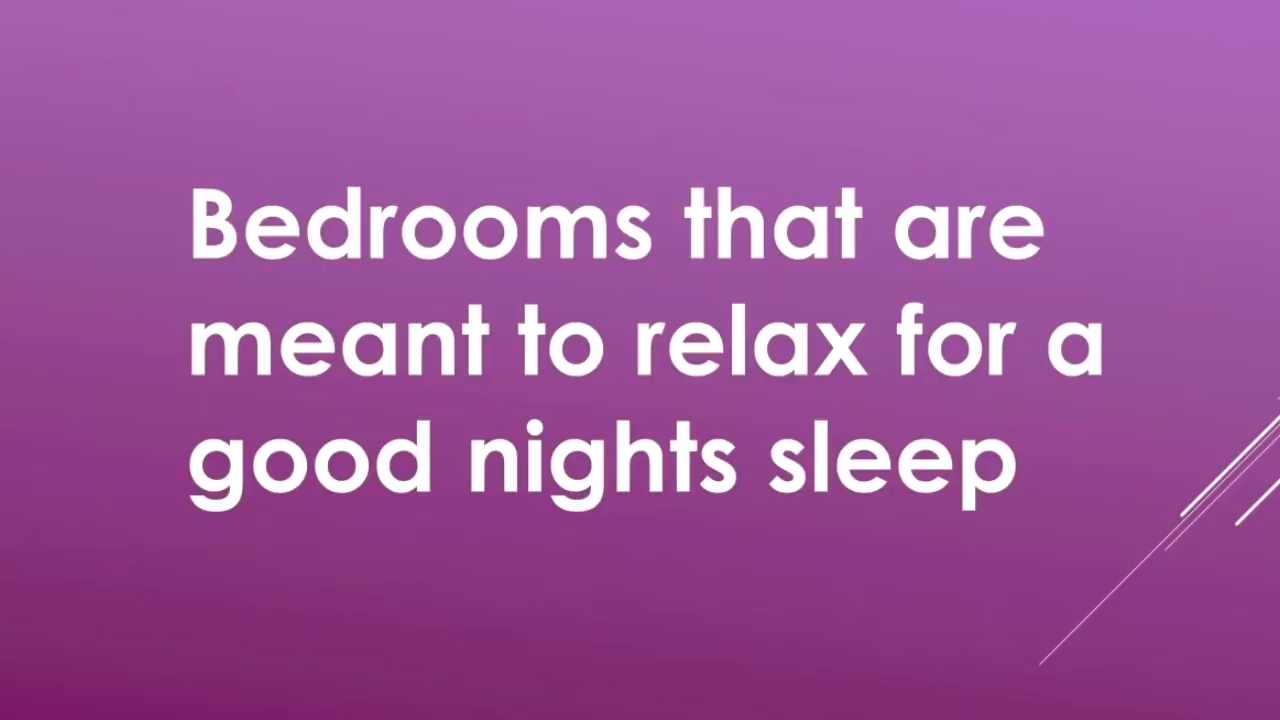 Bedrooms that are
meant to relax for a
good nights sleep